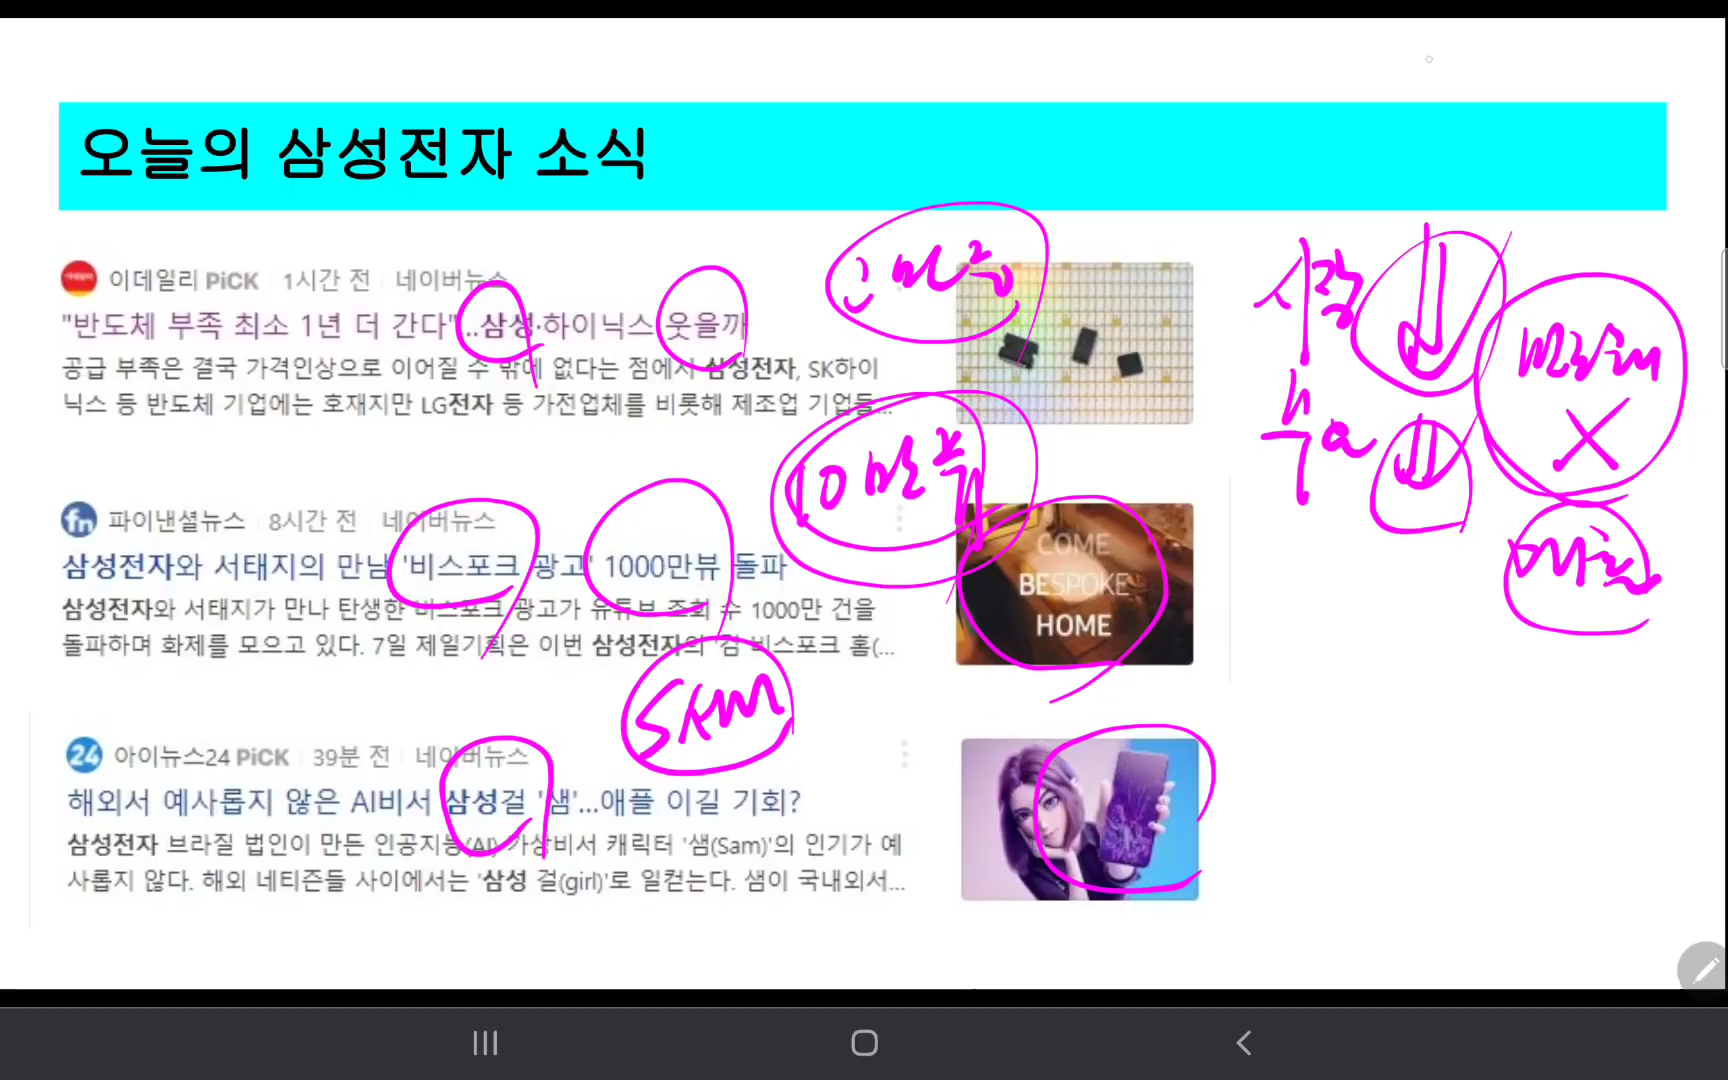 오늘의 삼성전자 소식
이데일리 PiCK 1시간 전 네이버뉴스
"반도체 부족 최소 1년 더 간다"...삼성·하이닉스 웃을까
공급 부족은 결국 가격인상으로 이어질 수 밖에 없다는 점에서 삼성전자, SK하이
닉스 등 반도체 기업에는 호재지만 LG전자 등 가전업체를 비롯해 제조업 기업들...
파이낸셜뉴스 8시간 전 네이버뉴스
삼성전자와 서태지의 만남 '비스포크 광고' 1000만뷰 돌파
삼성전자와 서태지가 만나 탄생한 비스포크 광고가 유튜브 조회 수 1000만 건을
돌파하며 화제를 모으고 있다. 7일 제일기획은 이번 삼성전자의 '검 비스포크 홈(...
COME
BESPOKE
HOME
SAM
24 아이뉴스24 PiCK 39분 전 네이버뉴스
해외서 예사롭지 않은 AI비서 삼성걸 '샘'...애플 이길 기회?
삼성전자 브라질 법인이 만든 인공지능(AI) 가상비서 캐릭터 '샘(Sam)'의 인기가 예
사롭지 않다. 해외 네티즌들 사이에서는 '삼성 걸(girl)'로 일컫는다. 샘이 국내외서...
시장
수요